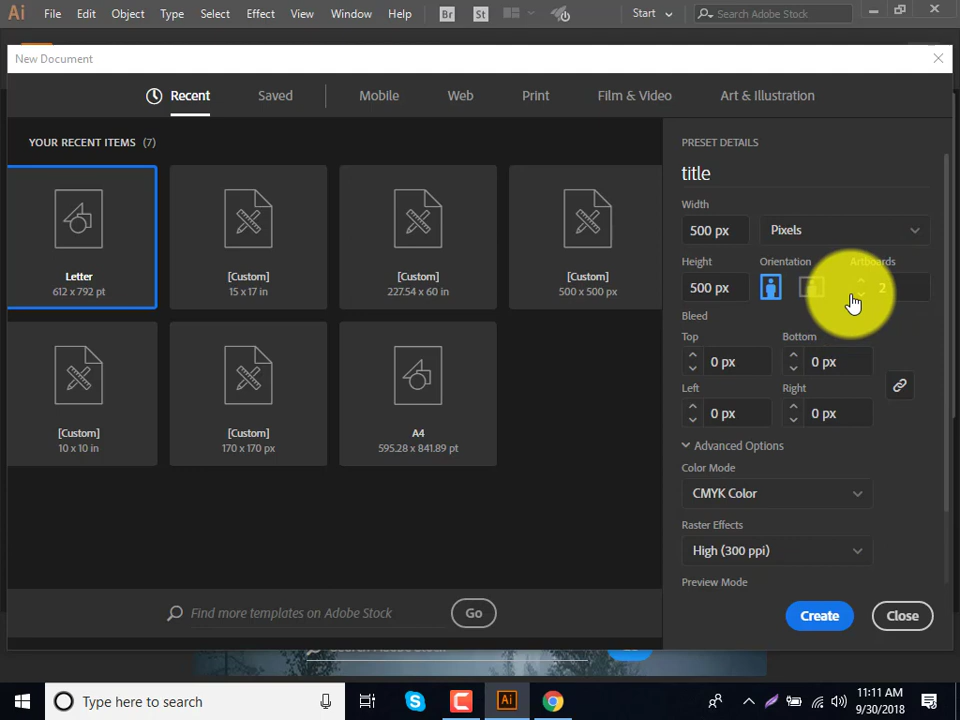 Ai File Edit Object Type Select Effect View Window Help Br St Start Search Adobe Stock
New Document
Recent Saved Mobile Web Print Film & Video Art & Illustration
YOUR RECENT ITEMS (7)
Letter
612 x 792 pt
[Custom]
15 x 17 in
[Custom]
227.54 x 60 in
[Custom]
500 x 500 px
[Custom]
10 x 10 in
[Custom]
170 x 170 px
A4
595.28 x 841.89 pt
Find more templates on Adobe Stock Go
PRESET DETAILS
title
Width
500 px Pixels
Height Orientation Artboards
500 px 2
Bleed
Top Bottom
0 px 0 px
Left Right
0 px 0 px
Advanced Options
Color Mode
CMYK Color
Raster Effects
High (300 ppi)
Preview Mode
Create Close
Type here to search
Ai
11:11 AM
9/30/2018